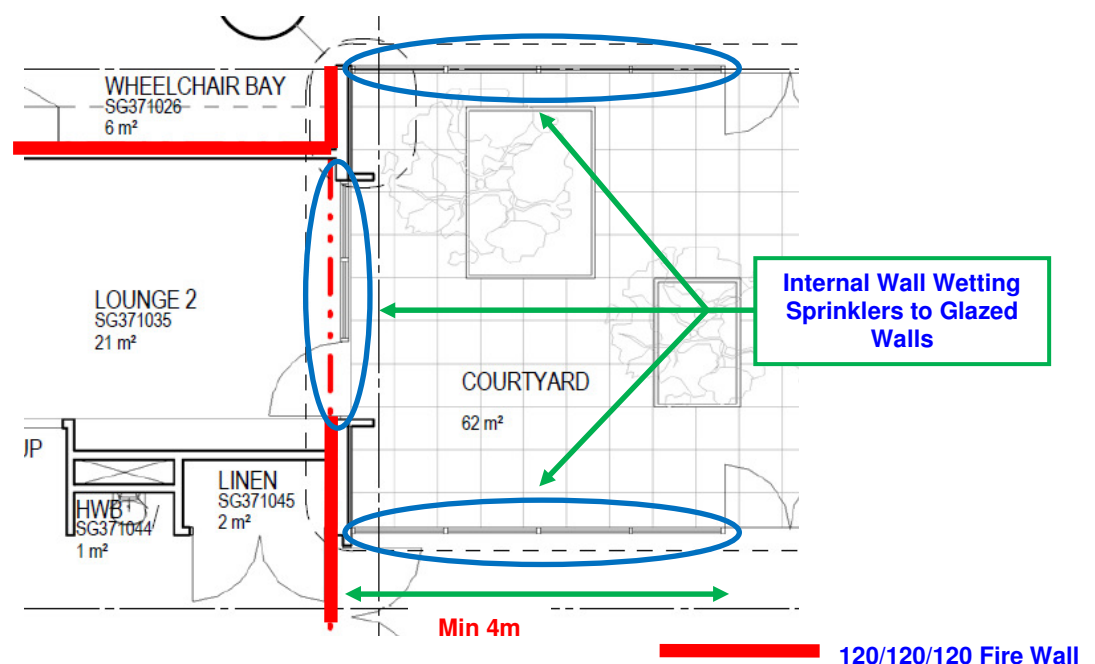 WHEELCHAIR BAY
SG371026
6 m²
LOUNGE 2
SG371035
21 m²
COURTYARD
62 m²
Internal Wall Wetting
Sprinklers to Glazed
Walls
UP
LINEN
SG371045
2 m²
HWB
SG371044
1 m²
Min 4m
120/120/120 Fire Wall